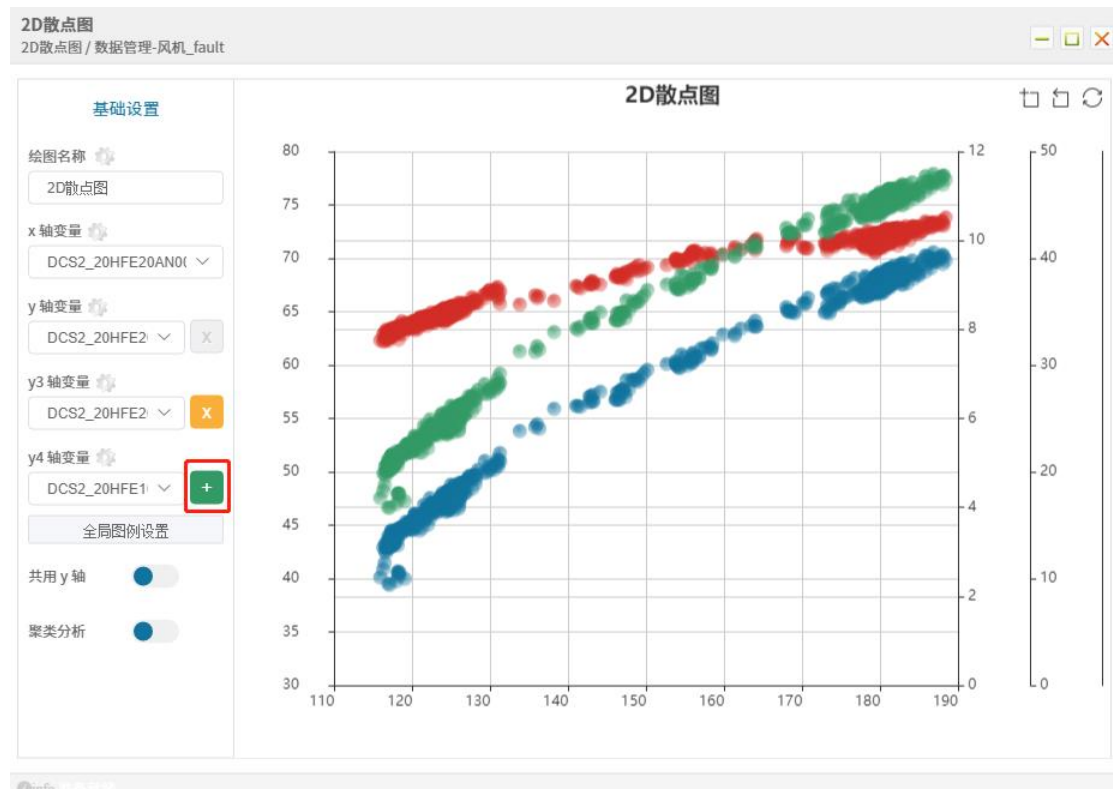 2D散点图
2D散点图 / 数据管理-风机_fault
基础设置
绘图名称
2D散点图
x 轴变量
DCS2_20HFE20AN0(
y 轴变量
DCS2_20HFE2(
x
y3 轴变量
DCS2_20HFE2(
x
y4 轴变量
DCS2_20HFE1(
+
全局图例设置
共用 y 轴
聚类分析
2D散点图
80
75
70
65
60
55
50
45
40
35
30
12
10
8
6
4
2
0
50
40
30
20
10
0
110 120 130 140 150 160 170 180 190